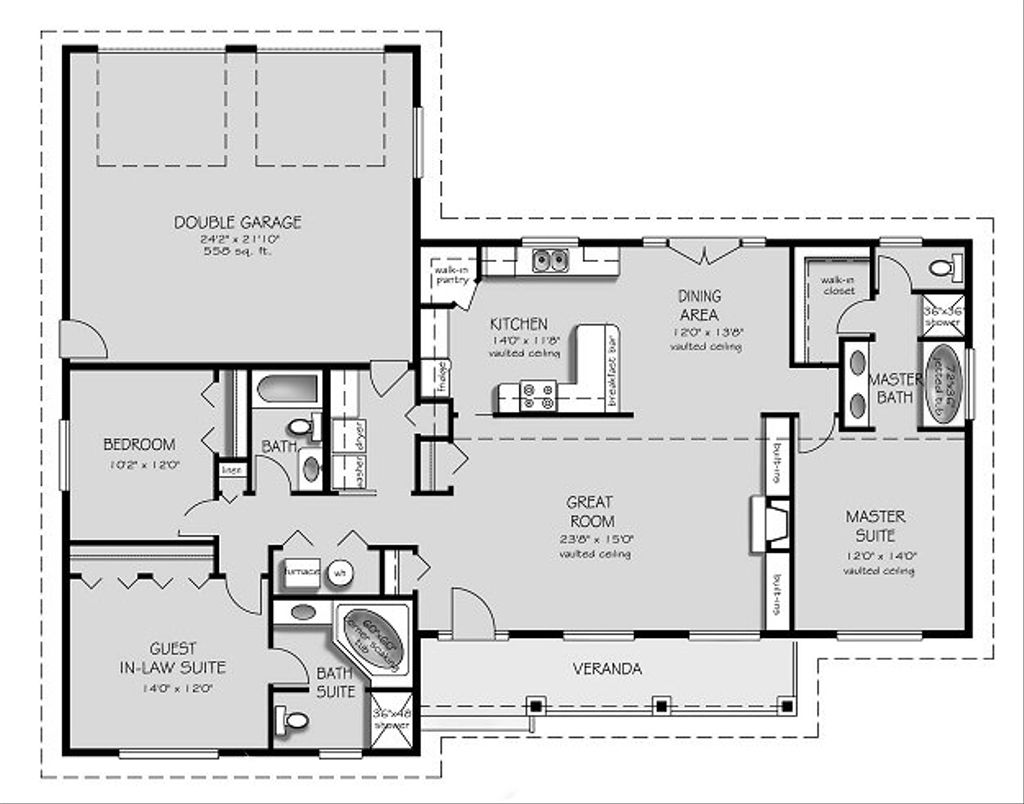 DOUBLE GARAGE
24'2" x 21'10"
558 sq. ft.
walk-in
pantry
KITCHEN
14'0" x 11'8"
vaulted ceiling
fridge
breakfast bar
DINING
AREA
12'0" x 13'8"
vaulted ceiling
walk-in
closet
36"x36"
shower
MASTER
BATH
72"x36"
jetted tub
BEDROOM
10'2" x 12'0"
linen
BATH
dryer
washer
GREAT
ROOM
23'8" x 15'0"
vaulted ceiling
built-ins
built-ins
MASTER
SUITE
12'0" x 14'0"
vaulted ceiling
furnace
wh
GUEST
IN-LAW SUITE
14'0" x 12'0"
60"x60"
corner soaking
tub
BATH
SUITE
36"x48
shower
VERANDA